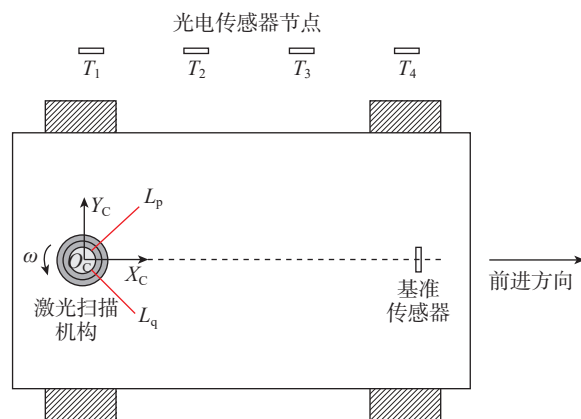 光电传感器节点
T1 T2 T3 T4
Lp
YC
ω
OC
XC
Lq
激光扫描
机构
基准
传感器
前进方向